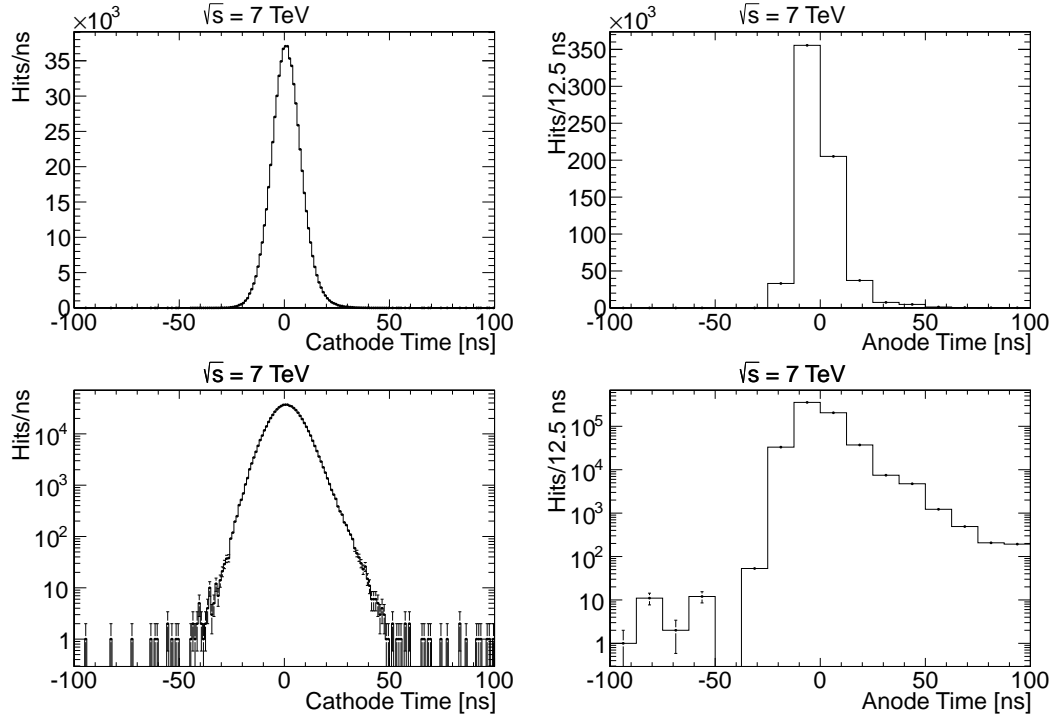 √s = 7 TeV
×10³
Hits/ns
35
30
25
20
15
10
5
0
-100 -50 0 50 100
Cathode Time [ns]
√s = 7 TeV
×10³
Hits/12.5 ns
350
300
250
200
150
100
50
0
-100 -50 0 50 100
Anode Time [ns]
√s = 7 TeV
Hits/ns
10⁴
10³
10²
10
1
-100 -50 0 50 100
Cathode Time [ns]
√s = 7 TeV
Hits/12.5 ns
10⁵
10⁴
10³
10²
10
1
-100 -50 0 50 100
Anode Time [ns]